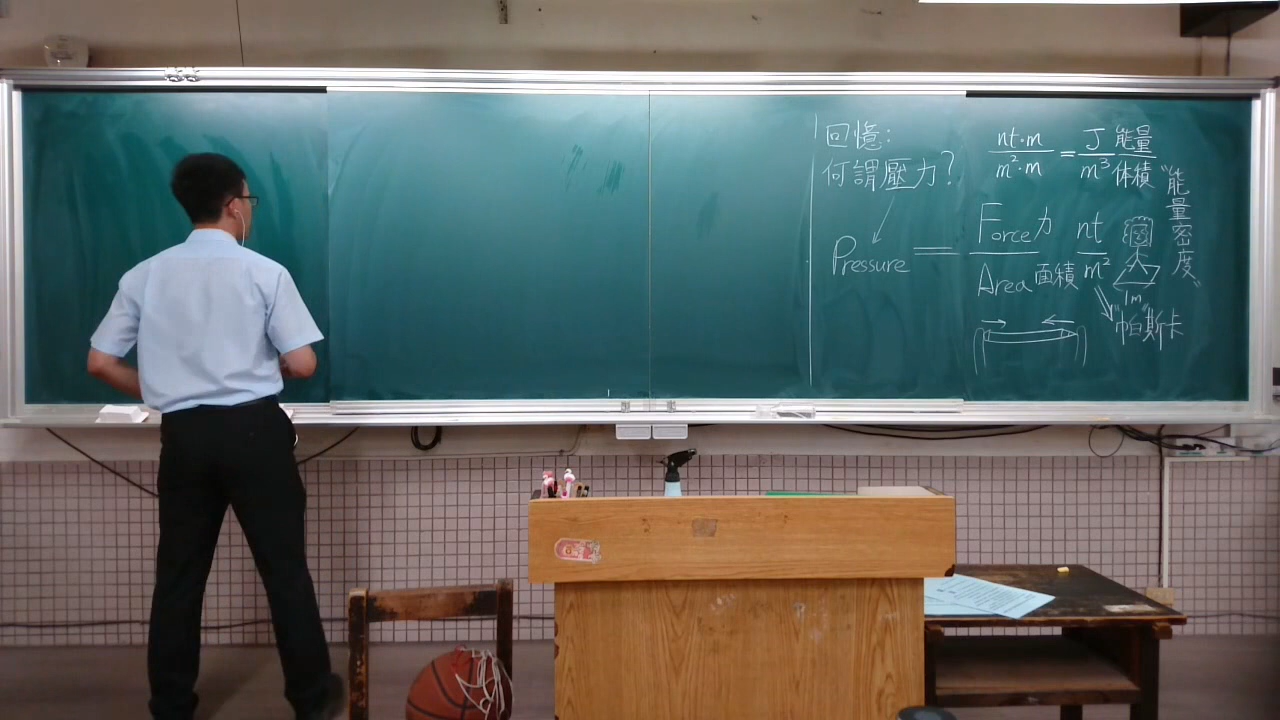 回憶:
何謂壓力?
Pressure = Force力 / Area面積 nt / m²
nt·m / m²·m = J / m³ 能量 / 体積
"能量密度"
1m
"帕斯卡"